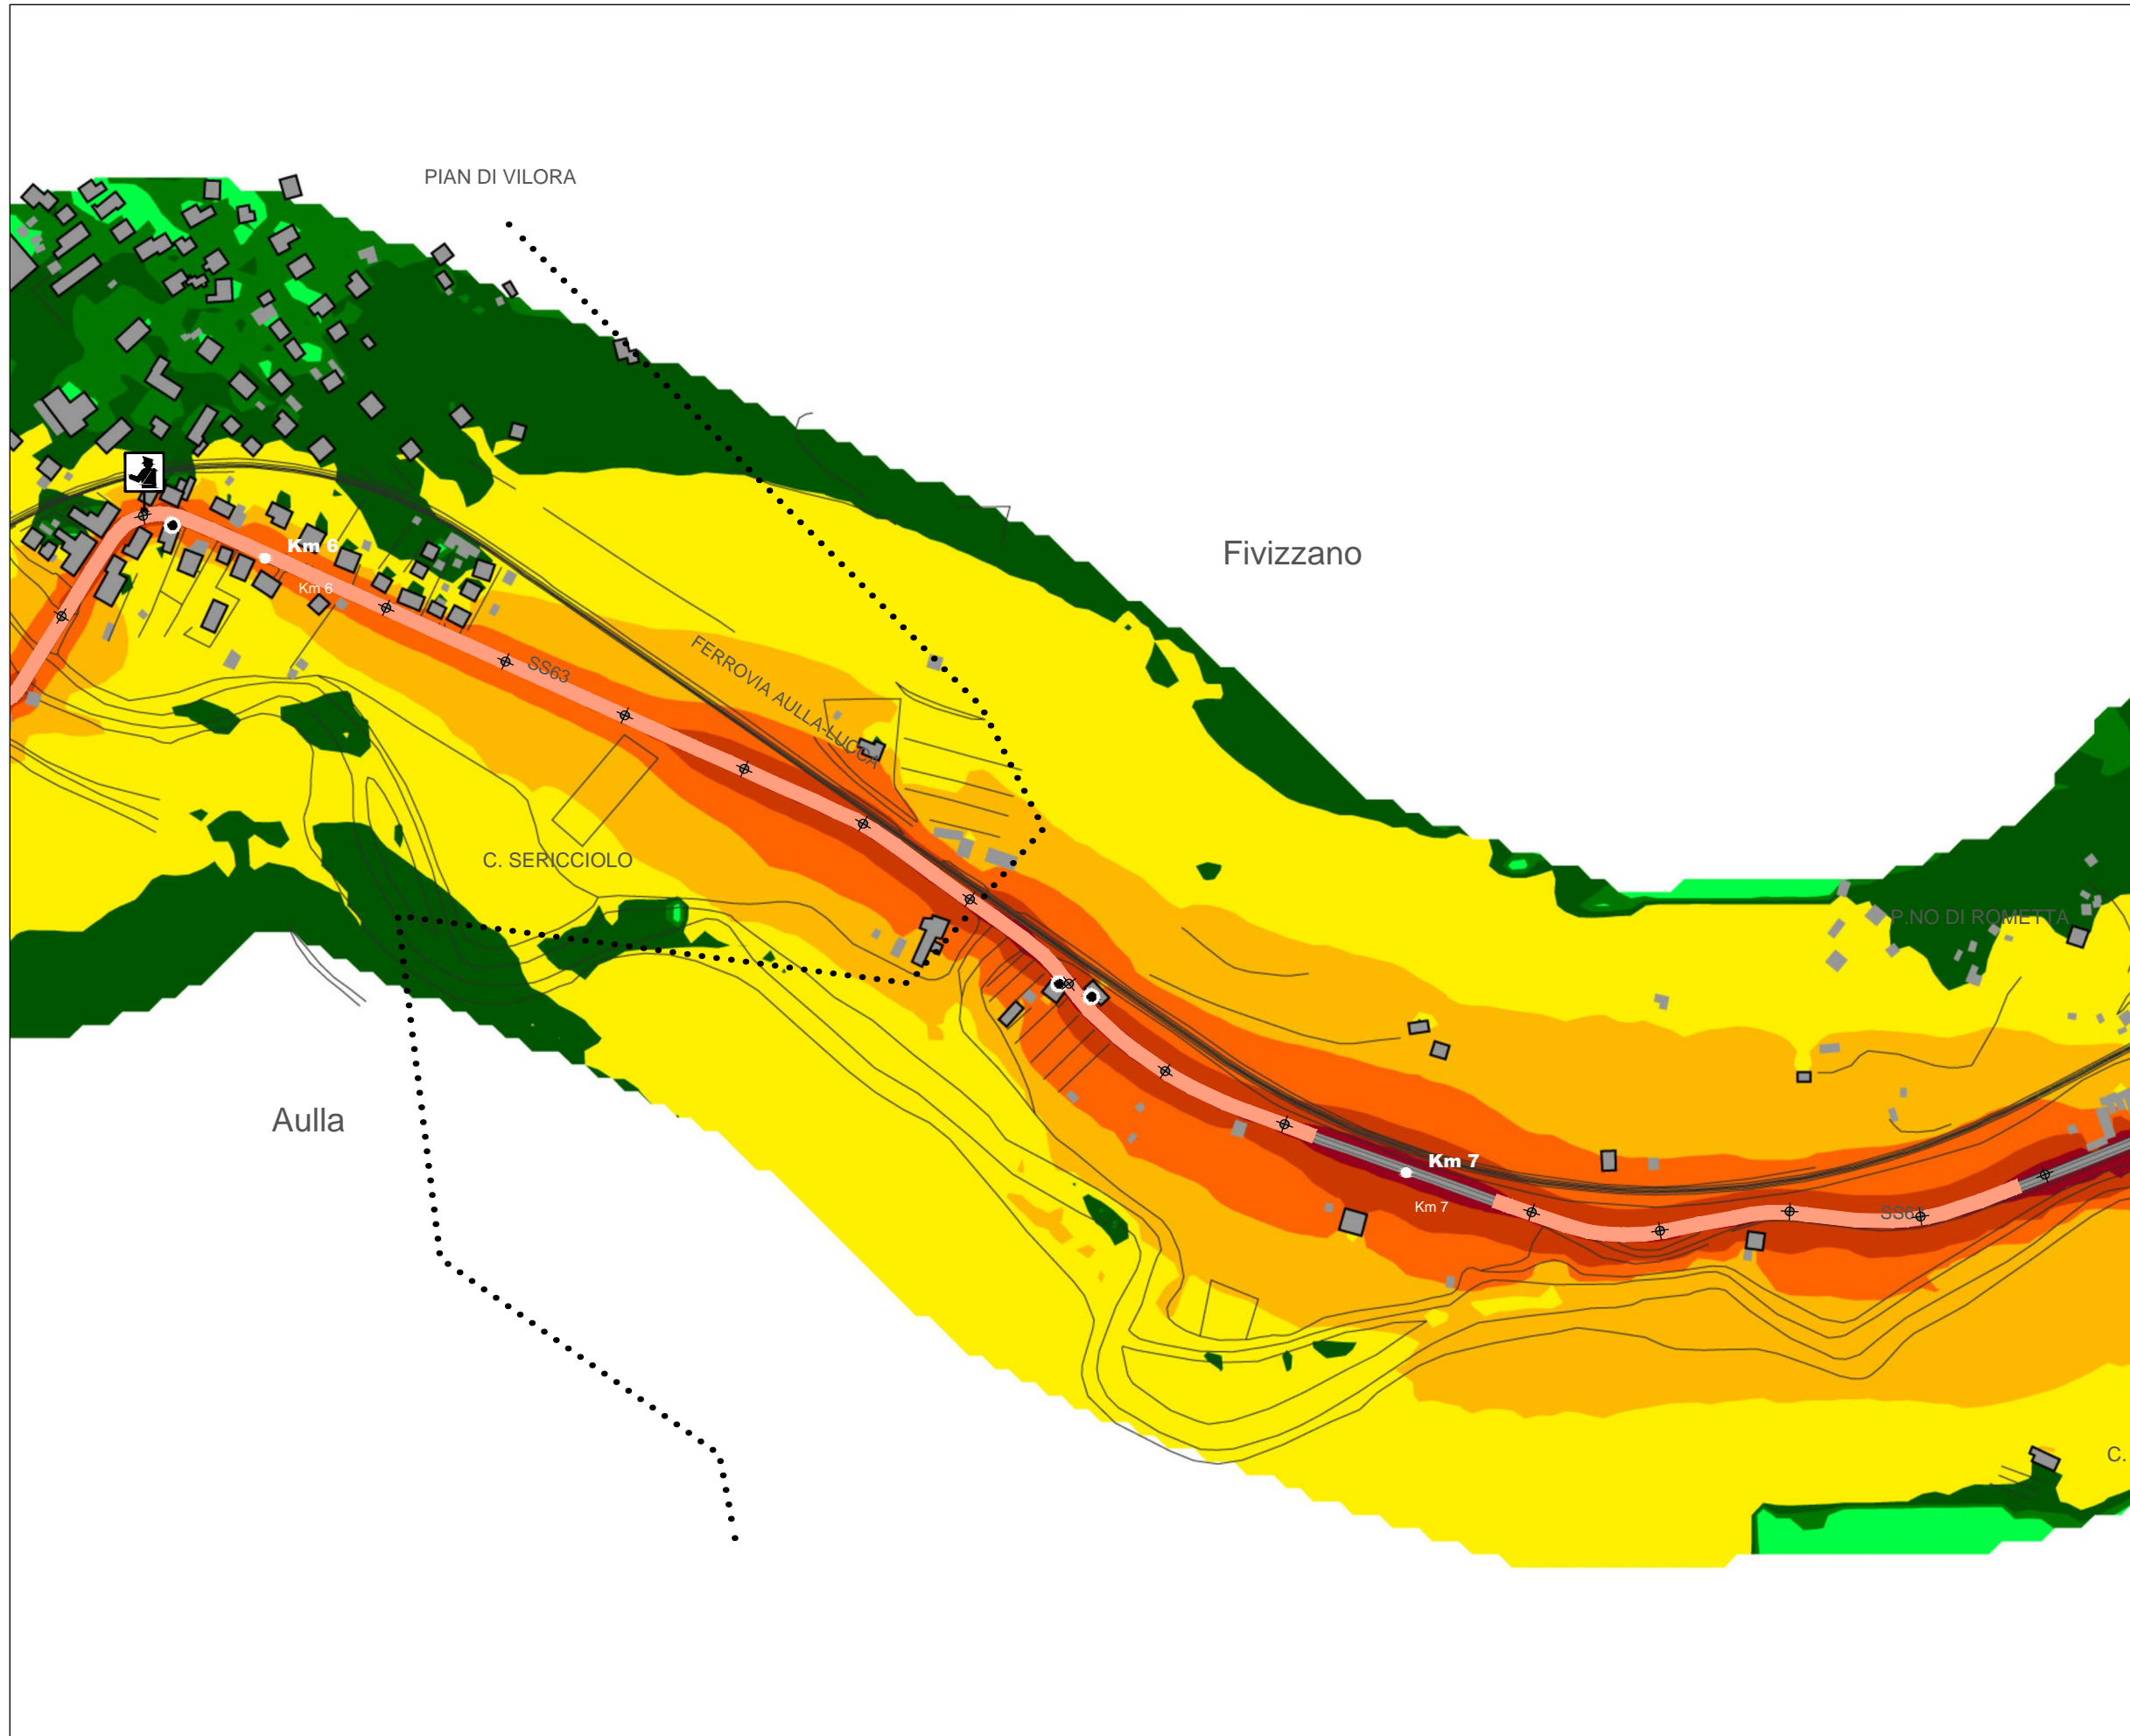 PIAN DI VILORA
Fivizzano
Km 6
Km 6
SS63
FERROVIA AULLA-LUCCA
C. SERICCIOLO
P.NO DI ROMETTA
Aulla
Km 7
Km 7
C.